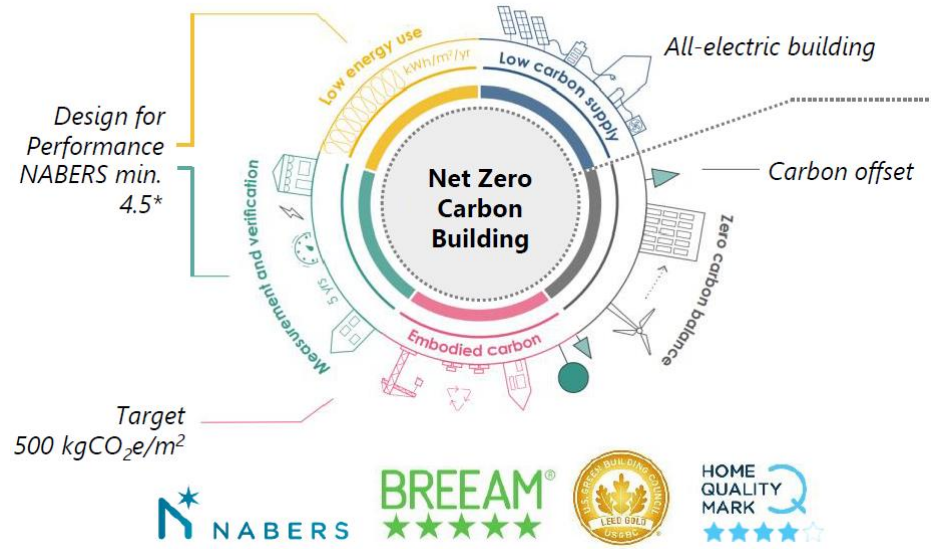 Low energy use
kWh/m²/yr
Low carbon supply
All-electric building
Design for
Performance
NABERS min.
4.5*
Carbon offset
Net Zero
Carbon
Building
Zero carbon balance
Measurement and verification
5 yrs
Embodied carbon
Target
500 kgCO₂e/m²
NABERS
BREEAM®
U.S. GREEN BUILDING COUNCIL
LEED GOLD
USGBC
HOME
QUALITY
MARK